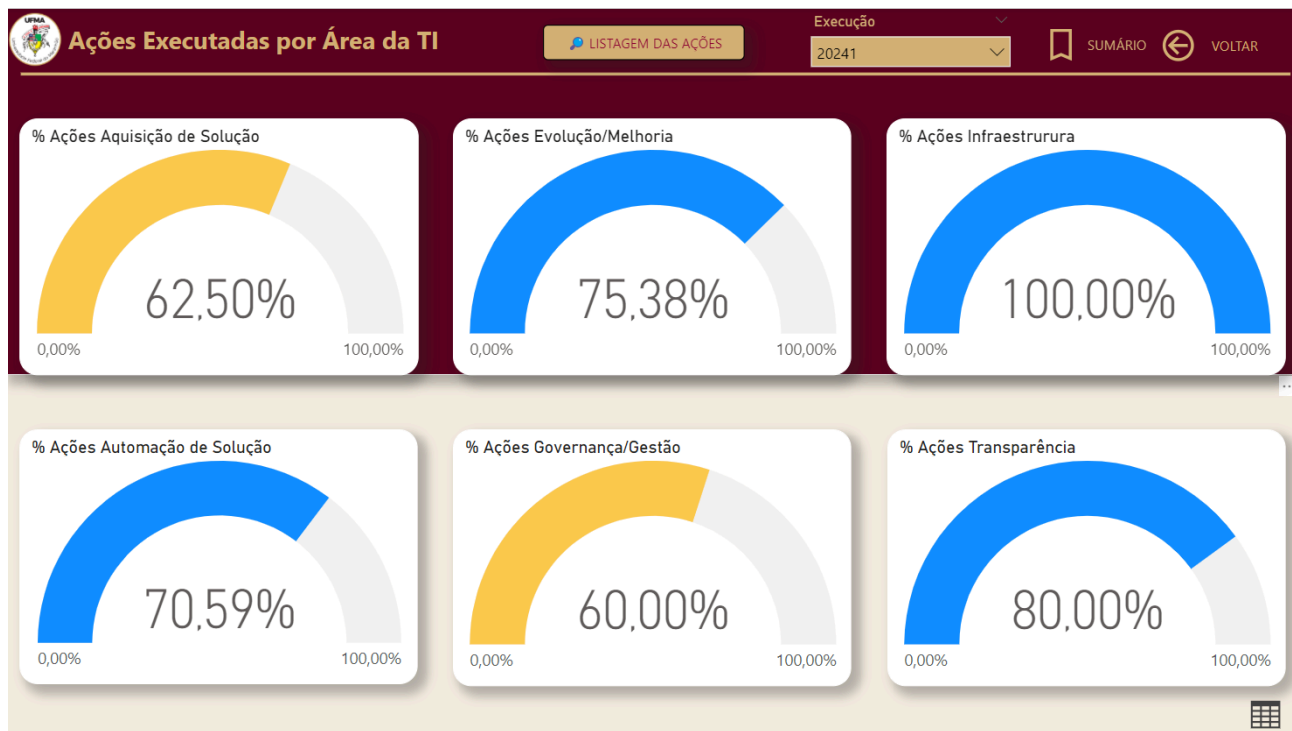 UFMA
Ações Executadas por Área da TI
LISTAGEM DAS AÇÕES
Execução
20241
SUMÁRIO
VOLTAR
% Ações Aquisição de Solução
62,50%
0,00%
100,00%
% Ações Evolução/Melhoria
75,38%
0,00%
100,00%
% Ações Infraestrurura
100,00%
0,00%
100,00%
% Ações Automação de Solução
70,59%
0,00%
100,00%
% Ações Governança/Gestão
60,00%
0,00%
100,00%
% Ações Transparência
80,00%
0,00%
100,00%